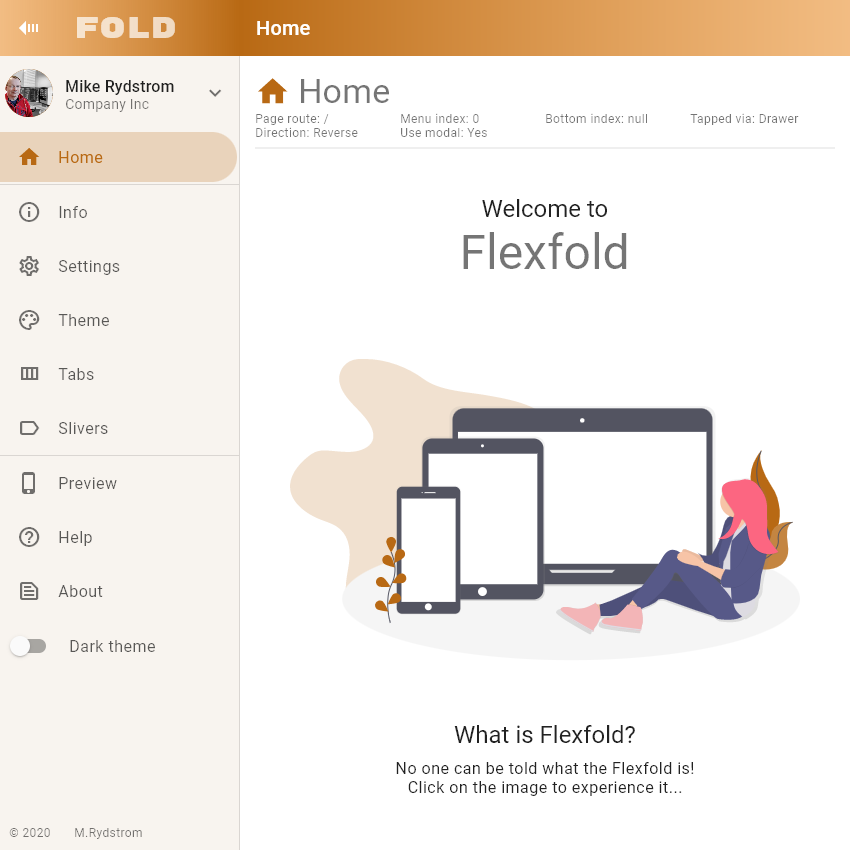 FOLD
Home
Mike Rydstrom
Company Inc
Home
Info
Settings
Theme
Tabs
Slivers
Preview
Help
About
Dark theme
© 2020 M.Rydstrom
Home
Page route: / Menu index: 0 Bottom index: null Tapped via: Drawer
Direction: Reverse Use modal: Yes
Welcome to
Flexfold
What is Flexfold?
No one can be told what the Flexfold is!
Click on the image to experience it...